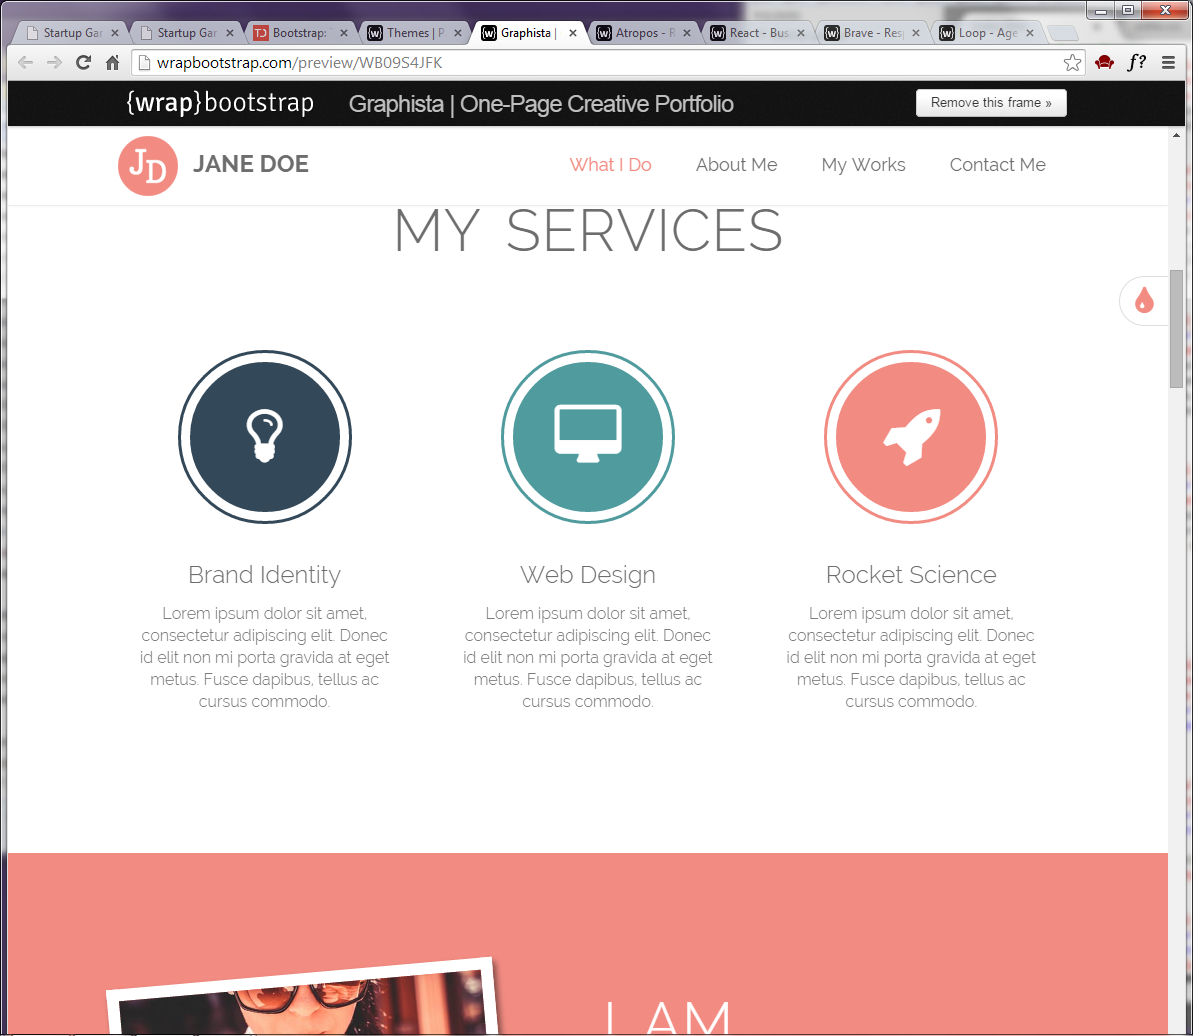 Startup Gar
Startup Gar
Bootstrap:
Themes | P
Graphista |
Atropos - R
React - Bus
Brave - Resp
Loop - Age
wrapbootstrap.com/preview/WB09S4JFK
f?
{wrap}bootstrap
Graphista | One-Page Creative Portfolio
Remove this frame »
JD
JANE DOE
What I Do
About Me
My Works
Contact Me
MY SERVICES
Brand Identity
Lorem ipsum dolor sit amet,
consectetur adipiscing elit. Donec
id elit non mi porta gravida at eget
metus. Fusce dapibus, tellus ac
cursus commodo.
Web Design
Lorem ipsum dolor sit amet,
consectetur adipiscing elit. Donec
id elit non mi porta gravida at eget
metus. Fusce dapibus, tellus ac
cursus commodo.
Rocket Science
Lorem ipsum dolor sit amet,
consectetur adipiscing elit. Donec
id elit non mi porta gravida at eget
metus. Fusce dapibus, tellus ac
cursus commodo.
I AM